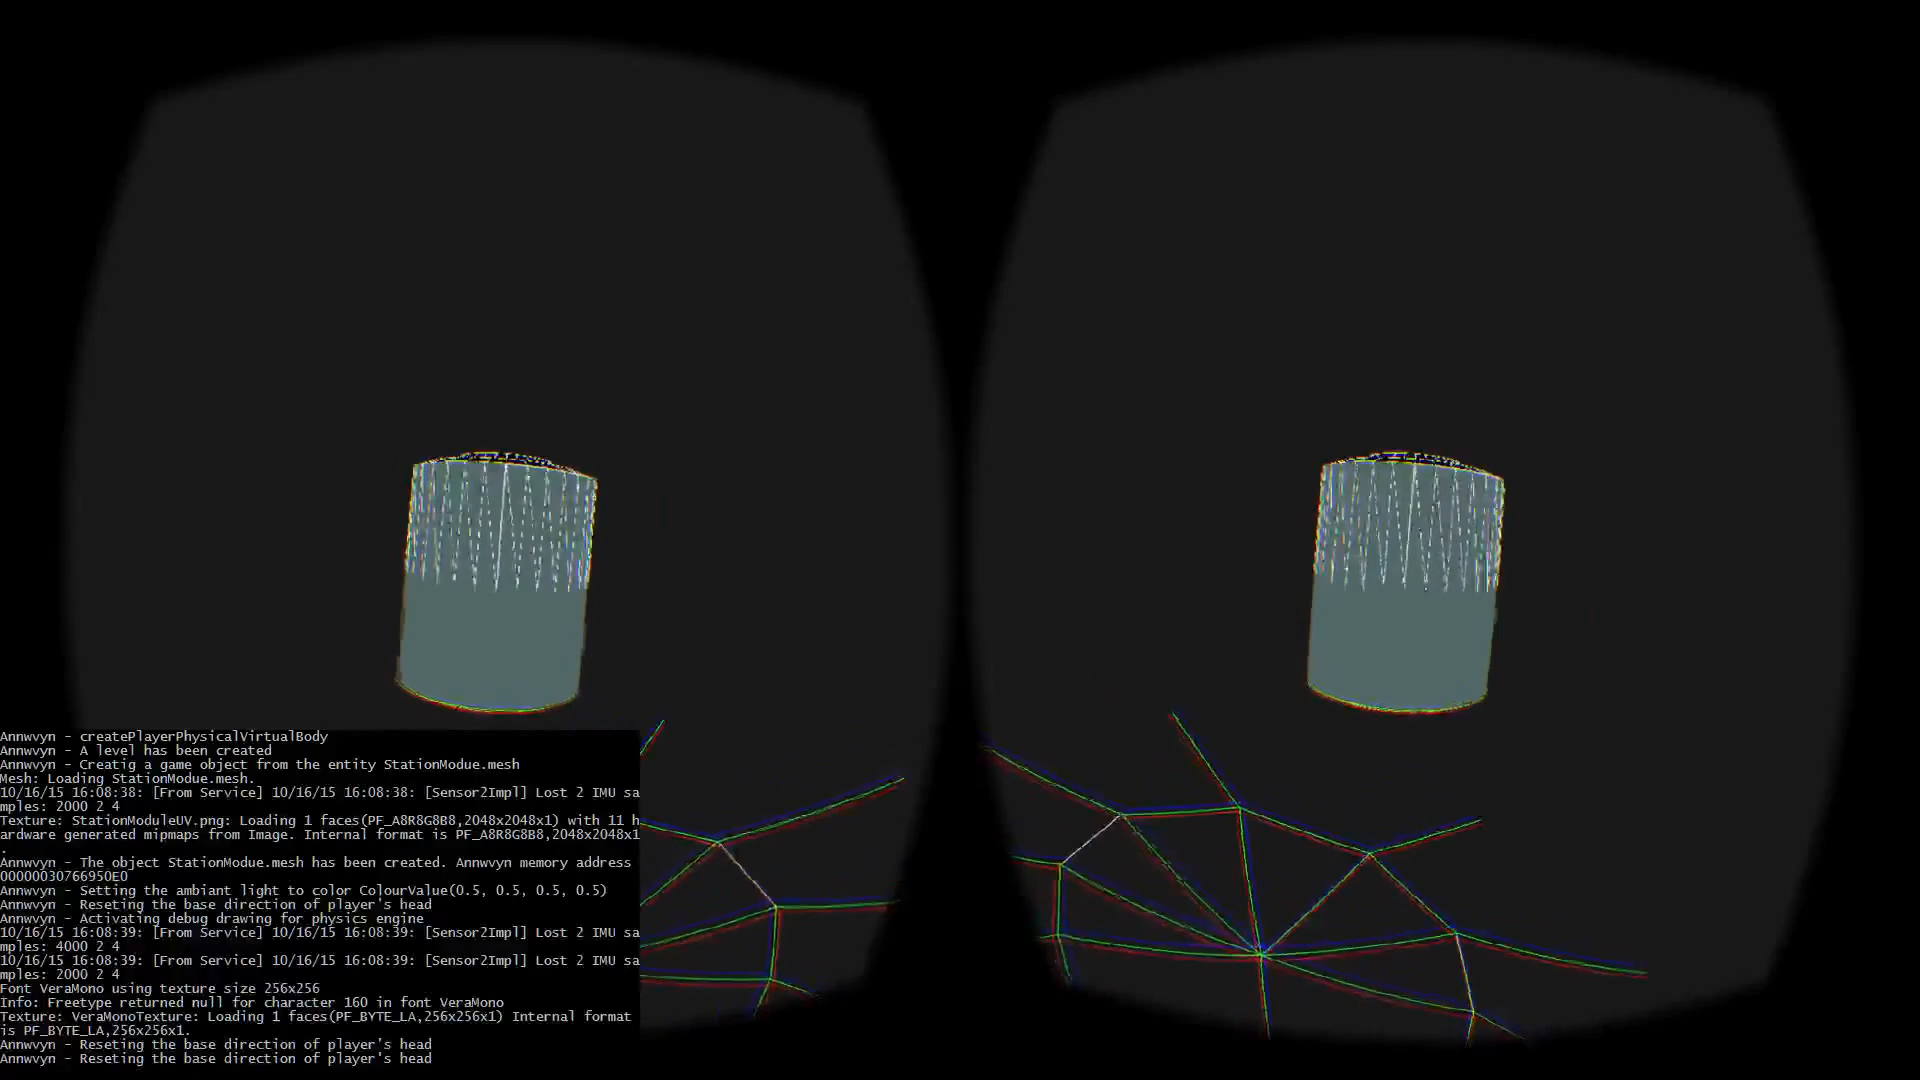 Annwvyn - createPlayerPhysicalVirtualBody
Annwvyn - A level has been created
Annwvyn - Creatig a game object from the entity StationModue.mesh
Mesh: Loading StationModue.mesh.
10/16/15 16:08:38: [From Service] 10/16/15 16:08:38: [Sensor2Impl] Lost 2 IMU sa
mples: 2000 2 4
Texture: StationModuleUV.png: Loading 1 faces(PF_A8R8G8B8,2048x2048x1) with 11 h
ardware generated mipmaps from Image. Internal format is PF_A8R8G8B8,2048x2048x1
.
Annwvyn - The object StationModue.mesh has been created. Annwvyn memory address
00000030766950E0
Annwvyn - Setting the ambiant light to color ColourValue(0.5, 0.5, 0.5, 0.5)
Annwvyn - Reseting the base direction of player's head
Annwvyn - Activating debug drawing for physics engine
10/16/15 16:08:39: [From Service] 10/16/15 16:08:39: [Sensor2Impl] Lost 2 IMU sa
mples: 4000 2 4
10/16/15 16:08:39: [From Service] 10/16/15 16:08:39: [Sensor2Impl] Lost 2 IMU sa
mples: 2000 2 4
Font VeraMono using texture size 256x256
Info: Freetype returned null for character 160 in font VeraMono
Texture: VeraMonoTexture: Loading 1 faces(PF_BYTE_LA,256x256x1) Internal format
is PF_BYTE_LA,256x256x1.
Annwvyn - Reseting the base direction of player's head
Annwvyn - Reseting the base direction of player's head